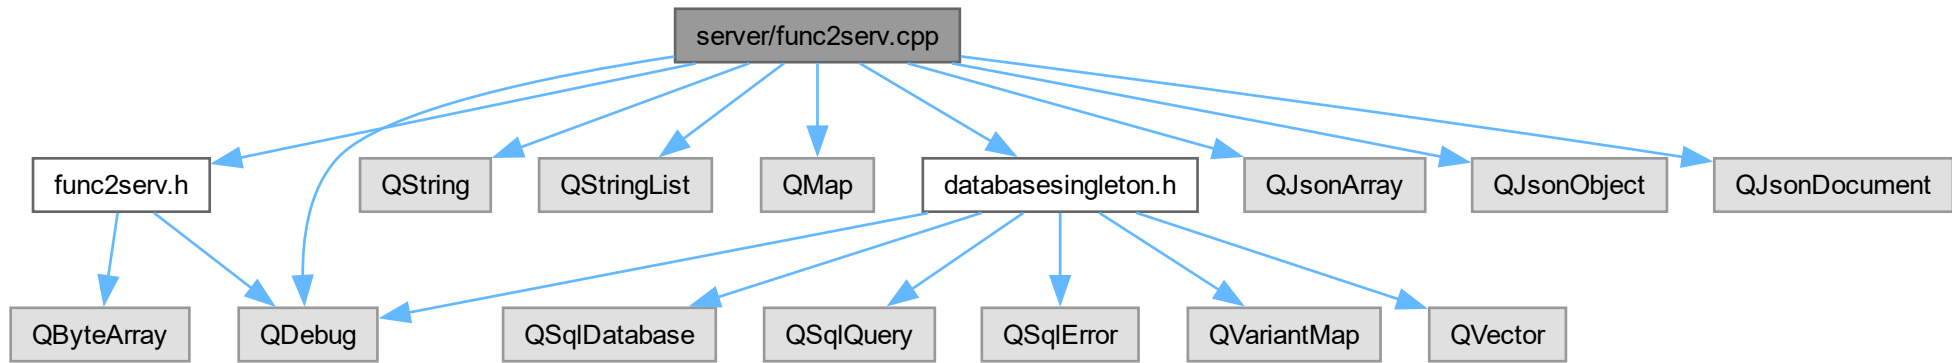 server/func2serv.cpp
func2serv.h
QString
QStringList
QMap
databasesingleton.h
QJsonArray
QJsonObject
QJsonDocument
QByteArray
QDebug
QSqlDatabase
QSqlQuery
QSqlError
QVariantMap
QVector